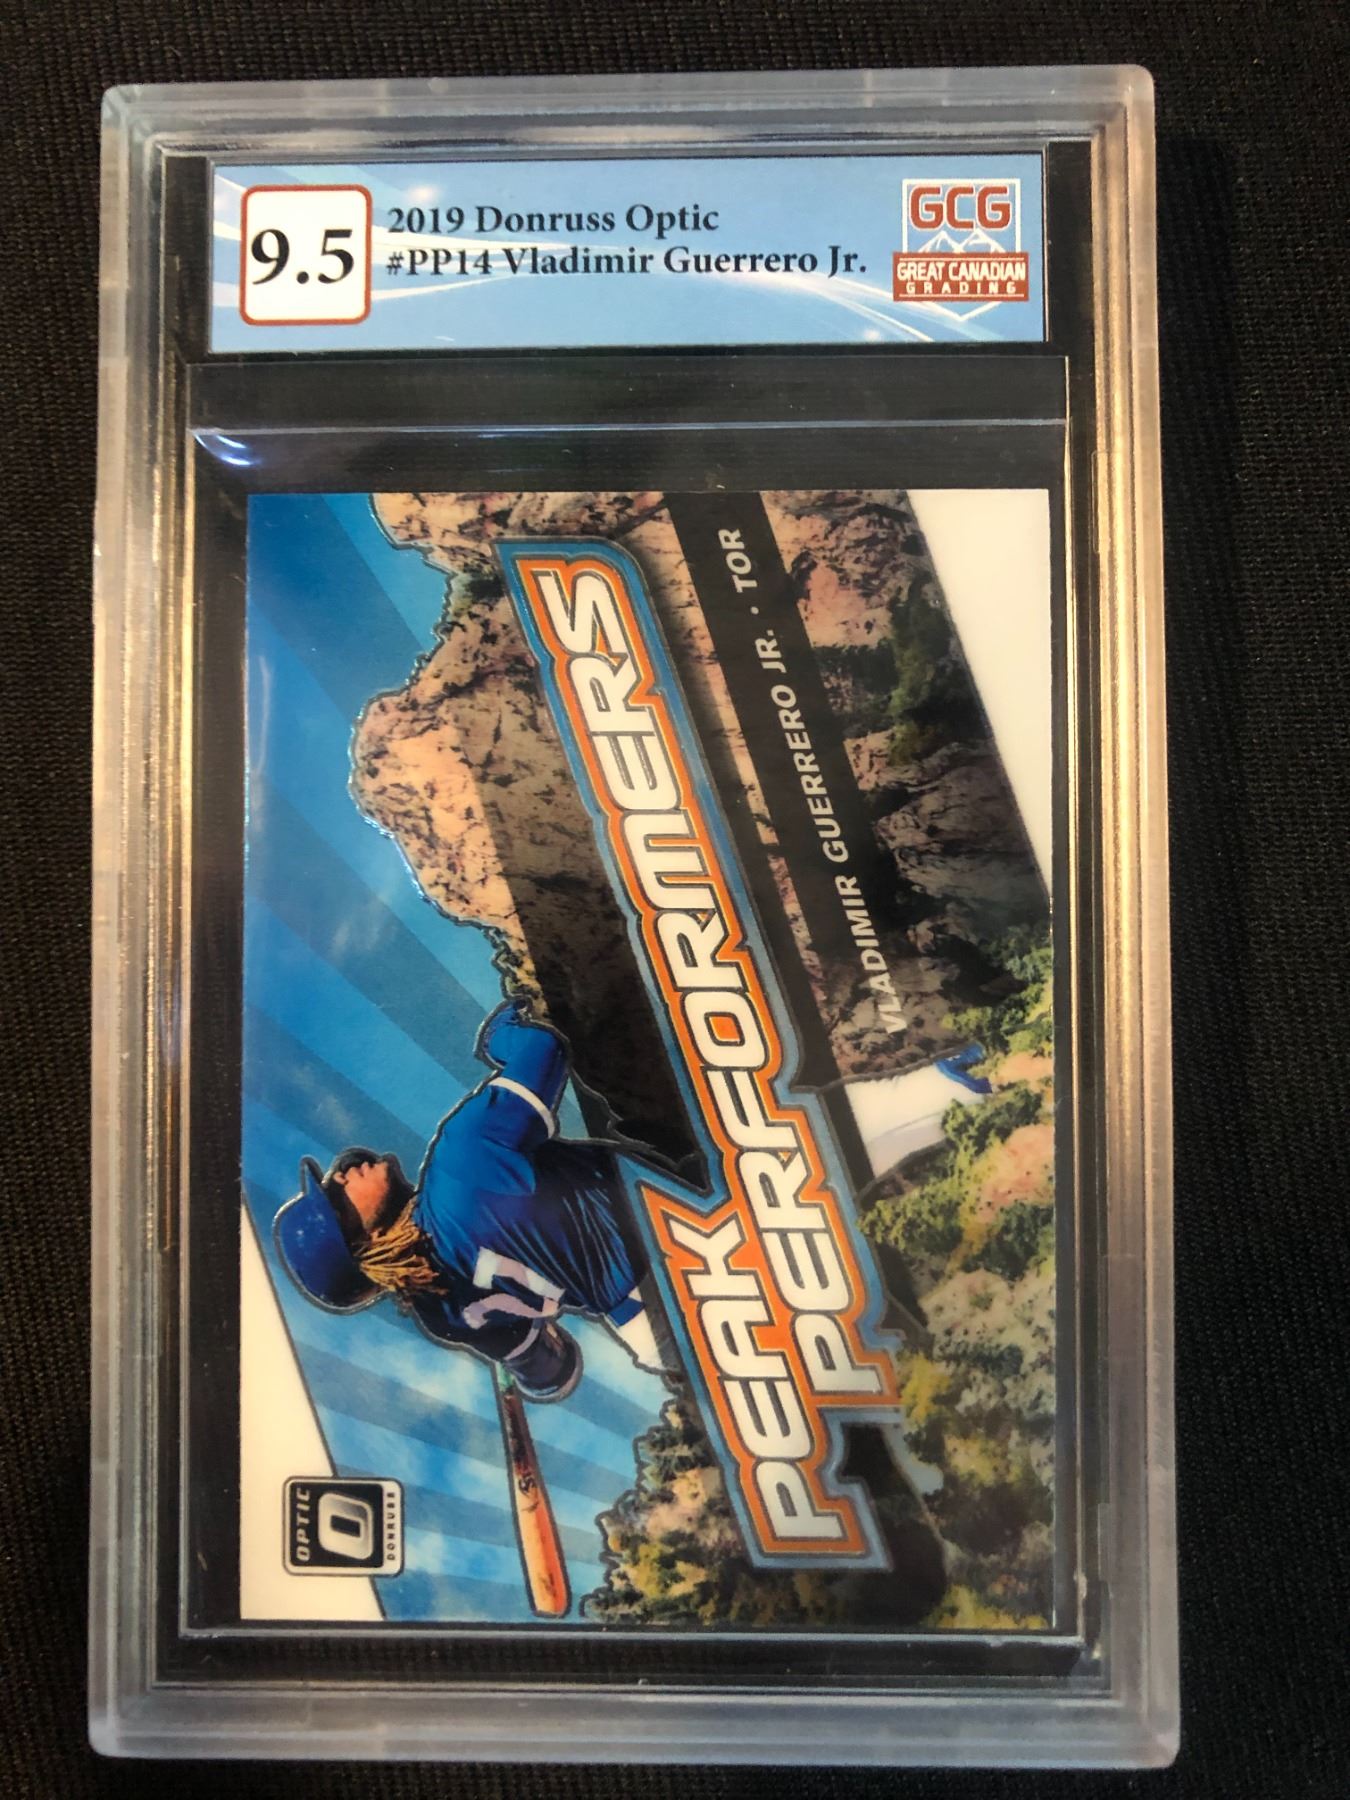 9.5
2019 Donruss Optic
#PP14 Vladimir Guerrero Jr.
GCG
GREAT CANADIAN
GRADING
PEAK
PERFORMERS
VLADIMIR GUERRERO JR. · TOR
OPTIC
O
DONRUSS
27